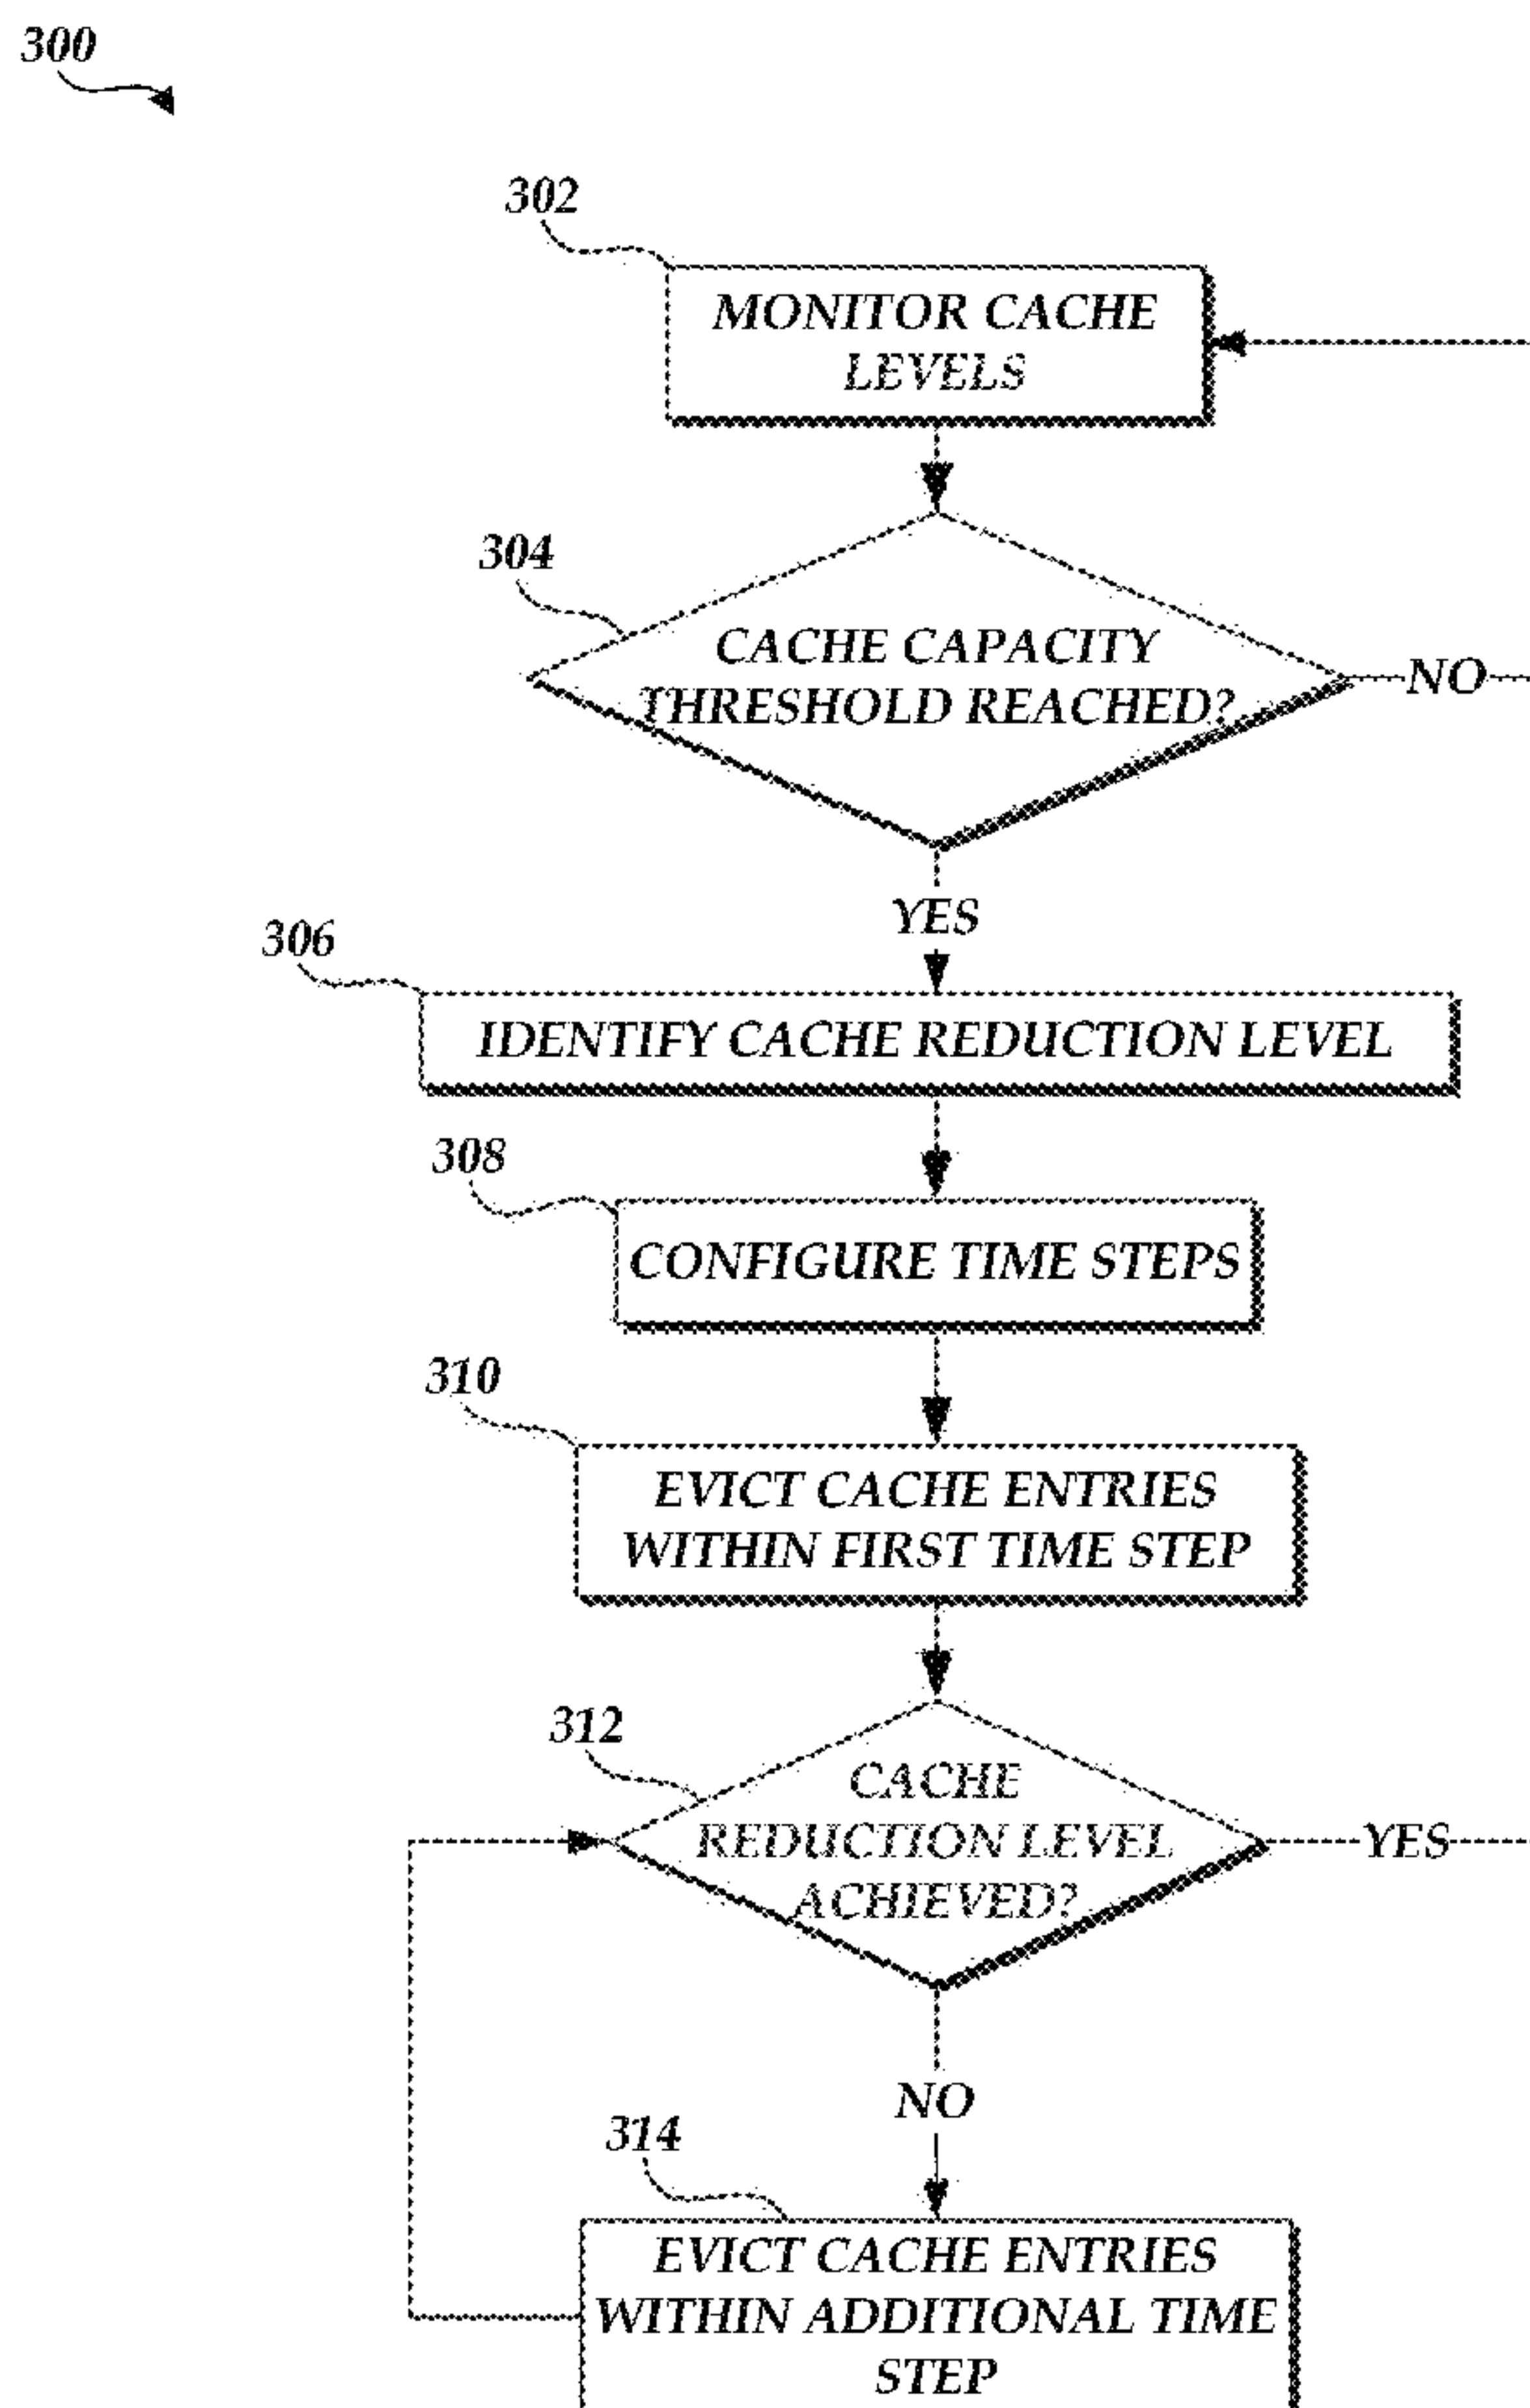 300
302
MONITOR CACHE
LEVELS
304
CACHE CAPACITY
THRESHOLD REACHED?
NO
YES
306
IDENTIFY CACHE REDUCTION LEVEL
308
CONFIGURE TIME STEPS
310
EVICT CACHE ENTRIES
WITHIN FIRST TIME STEP
312
CACHE
REDUCTION LEVEL
ACHIEVED?
YES
NO
314
EVICT CACHE ENTRIES
WITHIN ADDITIONAL TIME
STEP